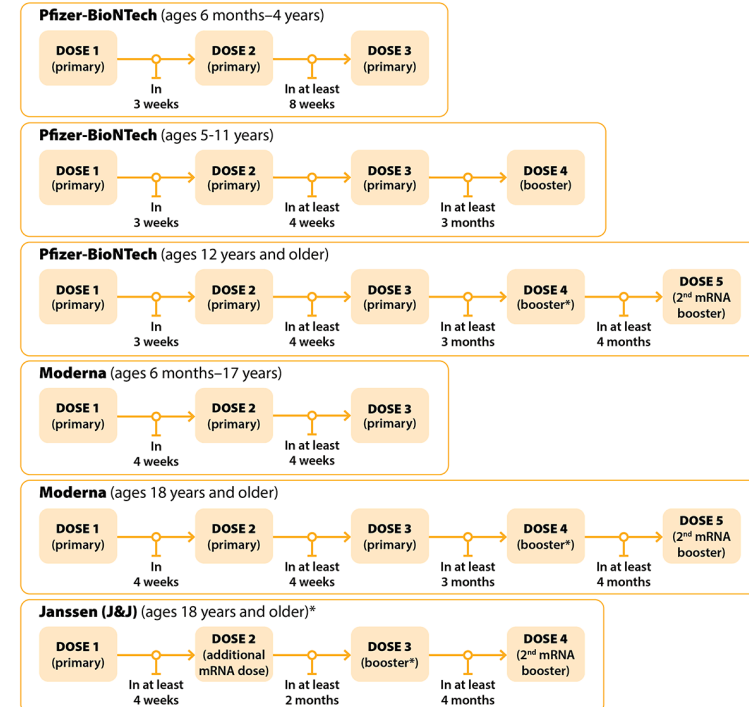 Pfizer-BioNTech (ages 6 months–4 years)
DOSE 1 DOSE 2 DOSE 3
(primary) (primary) (primary)
In In at least
3 weeks 8 weeks
Pfizer-BioNTech (ages 5-11 years)
DOSE 1 DOSE 2 DOSE 3 DOSE 4
(primary) (primary) (primary) (booster)
In In at least In at least
3 weeks 4 weeks 3 months
Pfizer-BioNTech (ages 12 years and older)
DOSE 1 DOSE 2 DOSE 3 DOSE 4 DOSE 5
(primary) (primary) (primary) (booster*) (2nd mRNA
booster)
In In at least In at least In at least
3 weeks 4 weeks 3 months 4 months
Moderna (ages 6 months–17 years)
DOSE 1 DOSE 2 DOSE 3
(primary) (primary) (primary)
In In at least
4 weeks 4 weeks
Moderna (ages 18 years and older)
DOSE 1 DOSE 2 DOSE 3 DOSE 4 DOSE 5
(primary) (primary) (primary) (booster*) (2nd mRNA
booster)
In In at least In at least In at least
4 weeks 4 weeks 3 months 4 months
Janssen (J&J) (ages 18 years and older)*
DOSE 1 DOSE 2 DOSE 3 DOSE 4
(primary) (additional (booster*) (2nd mRNA
mRNA dose) booster)
In at least In at least In at least
4 weeks 2 months 4 months